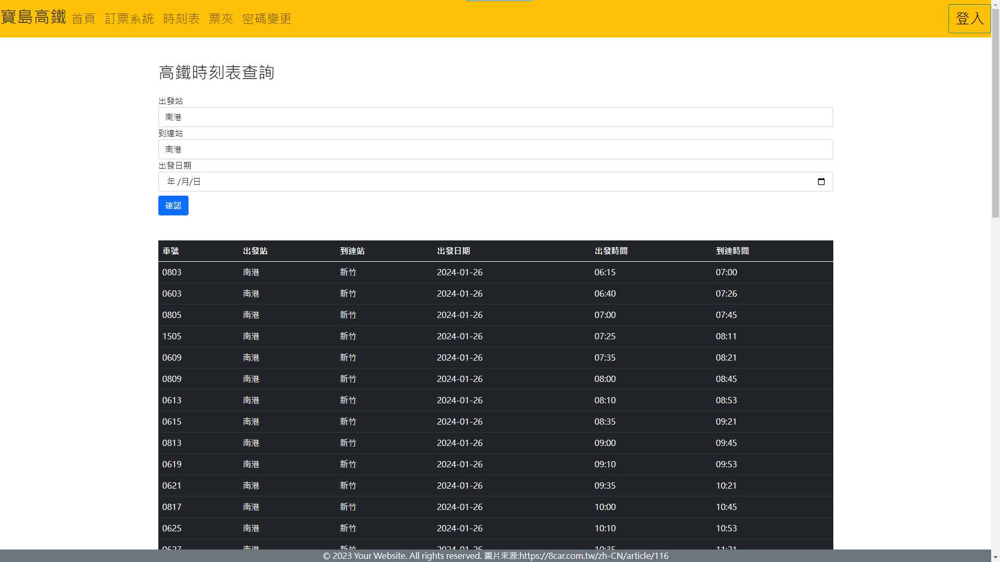 寶島高鐵 首頁 訂票系統 時刻表 票夾 密碼變更 登入
高鐵時刻表查詢
出發站
南港
到達站
南港
出發日期
年 /月/日
確認
車號 出發站 到達站 出發日期 出發時間 到達時間
0803 南港 新竹 2024-01-26 06:15 07:00
0603 南港 新竹 2024-01-26 06:40 07:26
0805 南港 新竹 2024-01-26 07:00 07:45
1505 南港 新竹 2024-01-26 07:25 08:11
0609 南港 新竹 2024-01-26 07:35 08:21
0809 南港 新竹 2024-01-26 08:00 08:45
0613 南港 新竹 2024-01-26 08:10 08:53
0615 南港 新竹 2024-01-26 08:35 09:21
0813 南港 新竹 2024-01-26 09:00 09:45
0619 南港 新竹 2024-01-26 09:10 09:53
0621 南港 新竹 2024-01-26 09:35 10:21
0817 南港 新竹 2024-01-26 10:00 10:45
0625 南港 新竹 2024-01-26 10:10 10:53
0627 南港 新竹 2024-01-26 10:35 11:21
© 2023 Your Website. All rights reserved. 圖片來源:https://8car.com.tw/zh-CN/article/116